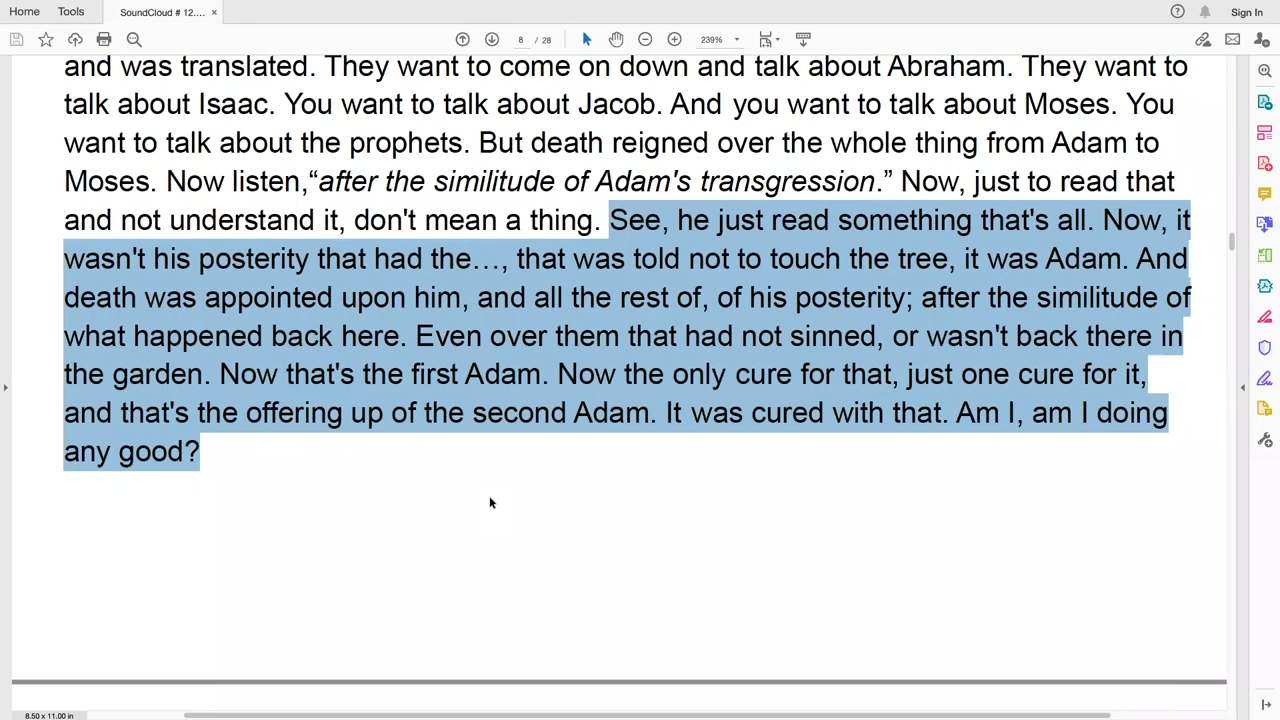 Home Tools SoundCloud # 12.... × Sign In
8 / 28 239%
and was translated. They want to come on down and talk about Abraham. They want to
talk about Isaac. You want to talk about Jacob. And you want to talk about Moses. You
want to talk about the prophets. But death reigned over the whole thing from Adam to
Moses. Now listen,“after the similitude of Adam's transgression.” Now, just to read that
and not understand it, don't mean a thing. See, he just read something that's all. Now, it
wasn't his posterity that had the…, that was told not to touch the tree, it was Adam. And
death was appointed upon him, and all the rest of, of his posterity; after the similitude of
what happened back here. Even over them that had not sinned, or wasn't back there in
the garden. Now that's the first Adam. Now the only cure for that, just one cure for it,
and that's the offering up of the second Adam. It was cured with that. Am I, am I doing
any good?
8.50 x 11.00 in